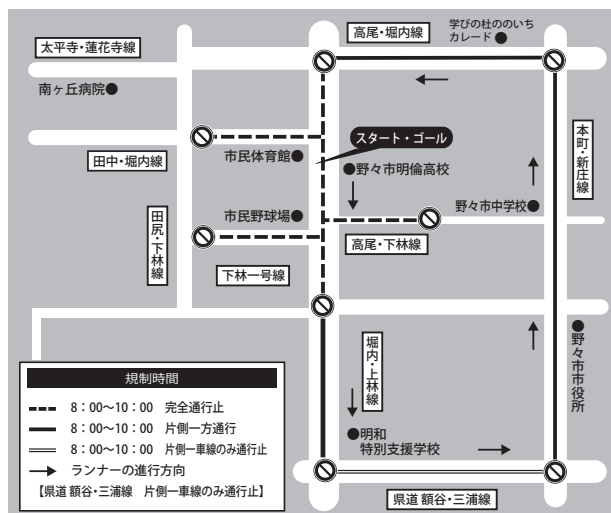 太平寺・蓮花寺線
高尾・堀内線
学びの杜ののいち
カレード
南ヶ丘病院
田中・堀内線
市民体育館
スタート・ゴール
野々市明倫高校
本町・新庄線
市民野球場
野々市中学校
田尻・下林線
高尾・下林線
下林一号線
堀内・上林線
野々市市役所
明和
特別支援学校
県道 額谷・三浦線
規制時間
8：00～10：00 完全通行止
8：00～10：00 片側一方通行
8：00～10：00 片側一車線のみ通行止
ランナーの進行方向
【県道 額谷・三浦線 片側一車線のみ通行止】